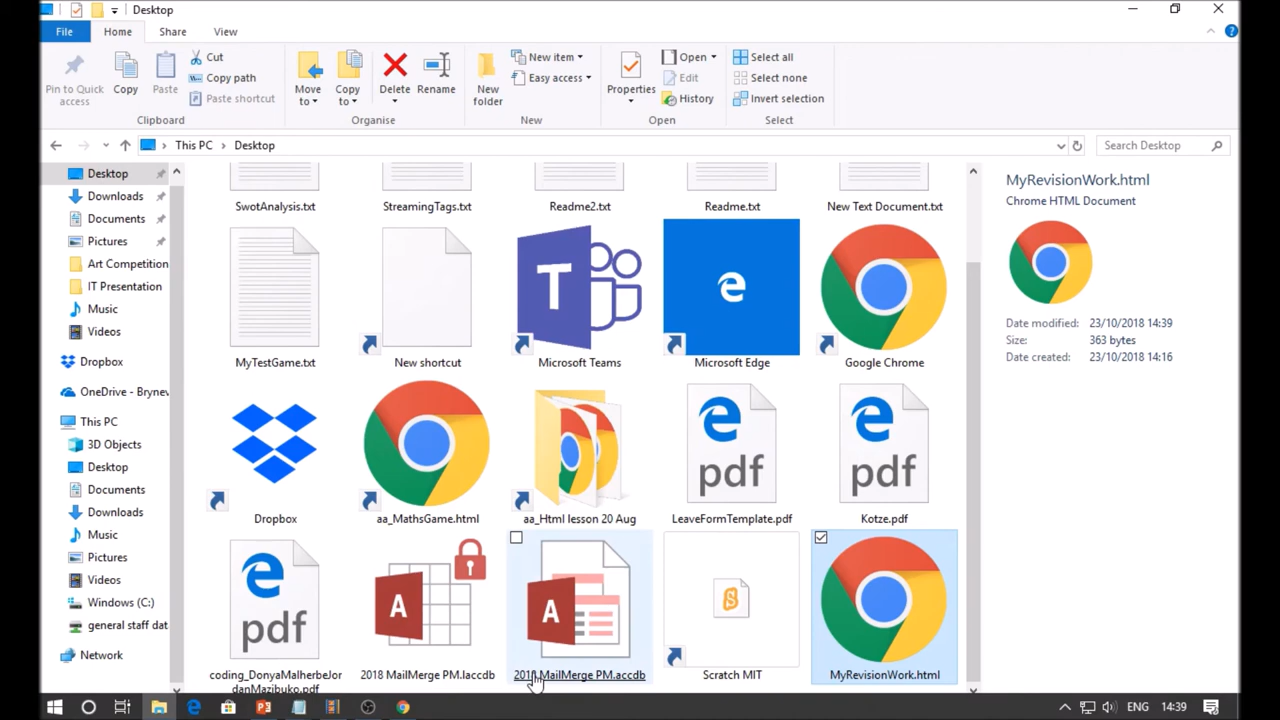 Desktop
File Home Share View
Pin to Quick access
Copy
Paste
Cut
Copy path
Paste shortcut
Clipboard
Move to
Copy to
Delete
Rename
Organise
New folder
New item
Easy access
New
Properties
Open
Edit
History
Open
Select all
Select none
Invert selection
Select
This PC
Desktop
Search Desktop
Desktop
Downloads
Documents
Pictures
Art Competition
IT Presentation
Music
Videos
Dropbox
OneDrive - Brynev
This PC
3D Objects
Desktop
Documents
Downloads
Music
Pictures
Videos
Windows (C:)
general staff dat
Network
SwotAnalysis.txt
StreamingTags.txt
Readme2.txt
Readme.txt
New Text Document.txt
MyTestGame.txt
New shortcut
T
Microsoft Teams
e
Microsoft Edge
Google Chrome
Dropbox
aa_MathsGame.html
aa_Html lesson 20 Aug
pdf
LeaveFormTemplate.pdf
pdf
Kotze.pdf
pdf
coding_DonyaMalherbeJor
danMazibuko.pdf
A
2018 MailMerge PM.laccdb
A
2018 MailMerge PM.accdb
S
Scratch MIT
MyRevisionWork.html
MyRevisionWork.html
Chrome HTML Document
Date modified: 23/10/2018 14:39
Size: 363 bytes
Date created: 23/10/2018 14:16
ENG 14:39